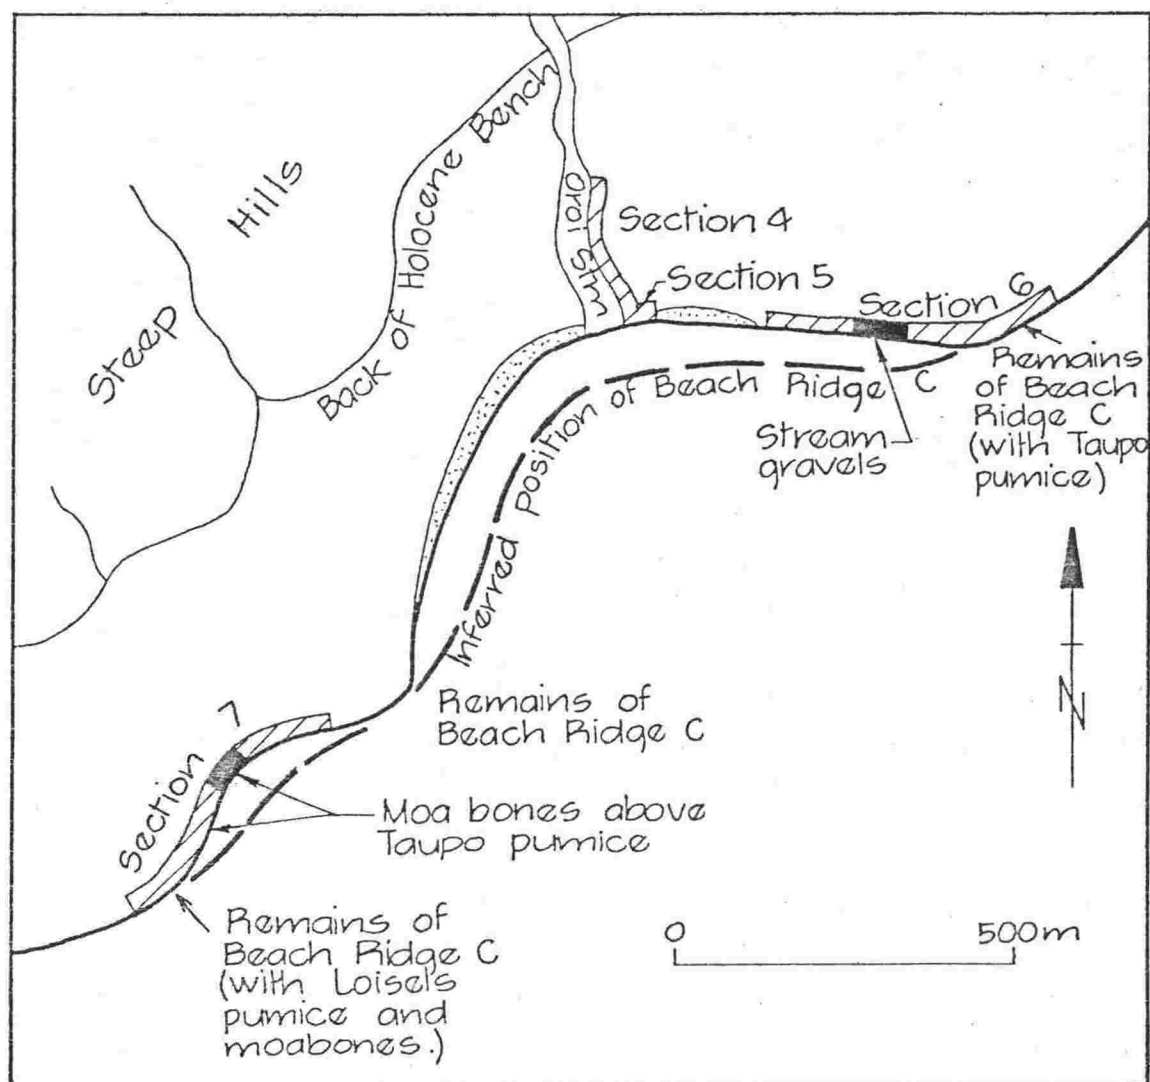 Steep Hills
Back of Holocene Bench
Oroi Stm
Section 4
Section 5
Section 6
Remains
of Beach
Ridge C
(with Taupo
pumice)
Stream
gravels
Inferred position of Beach Ridge C
N
Remains of
Beach Ridge C
Section 7
Moa bones above
Taupo pumice
Remains of
Beach Ridge C
(with Loisels
pumice and
moabones.)
0 500m